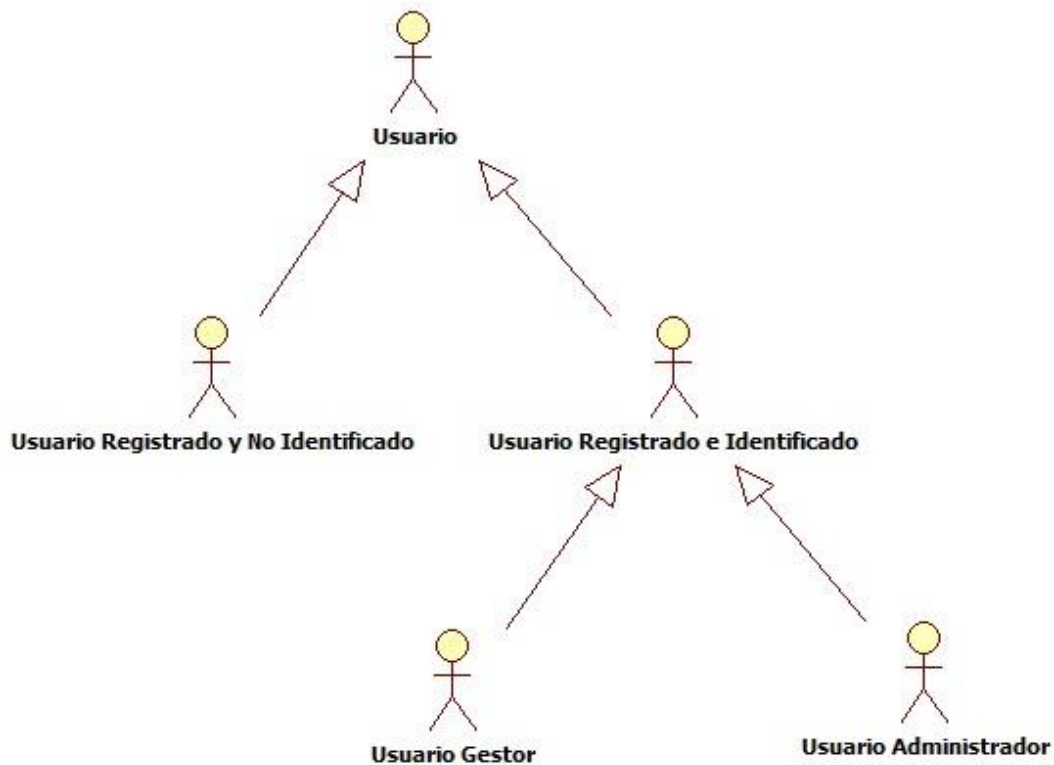 Usuario
Usuario Registrado y No Identificado
Usuario Registrado e Identificado
Usuario Gestor
Usuario Administrador